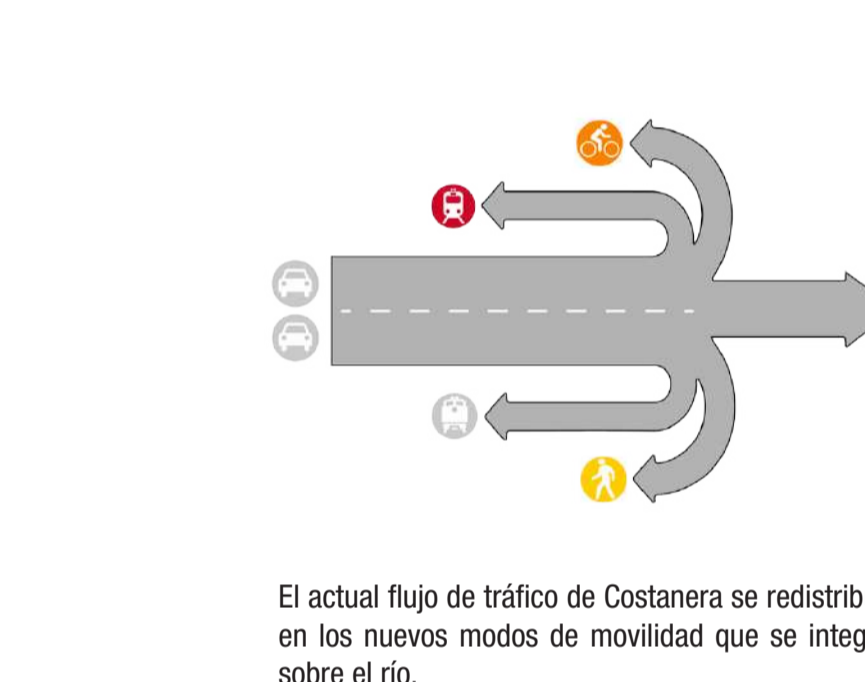 El actual flujo de tráfico de Costanera se redistrib
en los nuevos modos de movilidad que se integ
sobre el río.